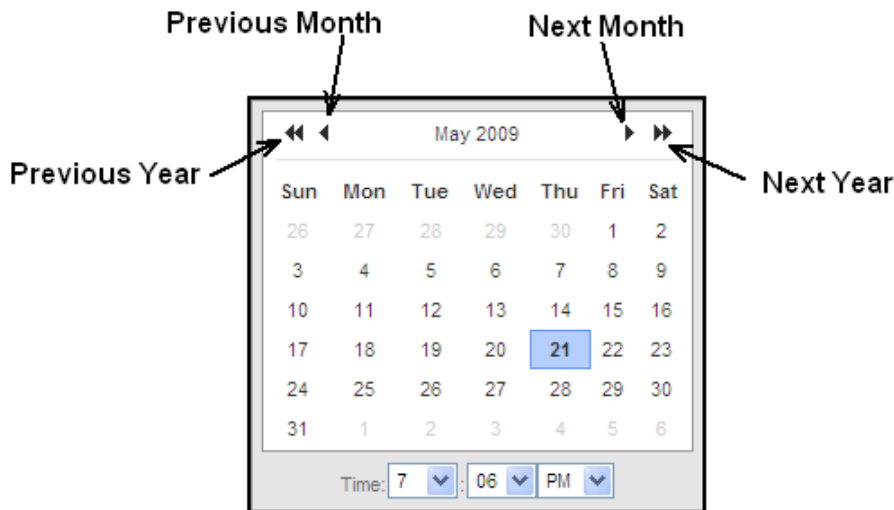 Previous Month Next Month
May 2009
Previous Year
Next Year
Sun Mon Tue Wed Thu Fri Sat
26 27 28 29 30 1 2
3 4 5 6 7 8 9
10 11 12 13 14 15 16
17 18 19 20 21 22 23
24 25 26 27 28 29 30
31 1 2 3 4 5 6
Time: 7 : 06 PM